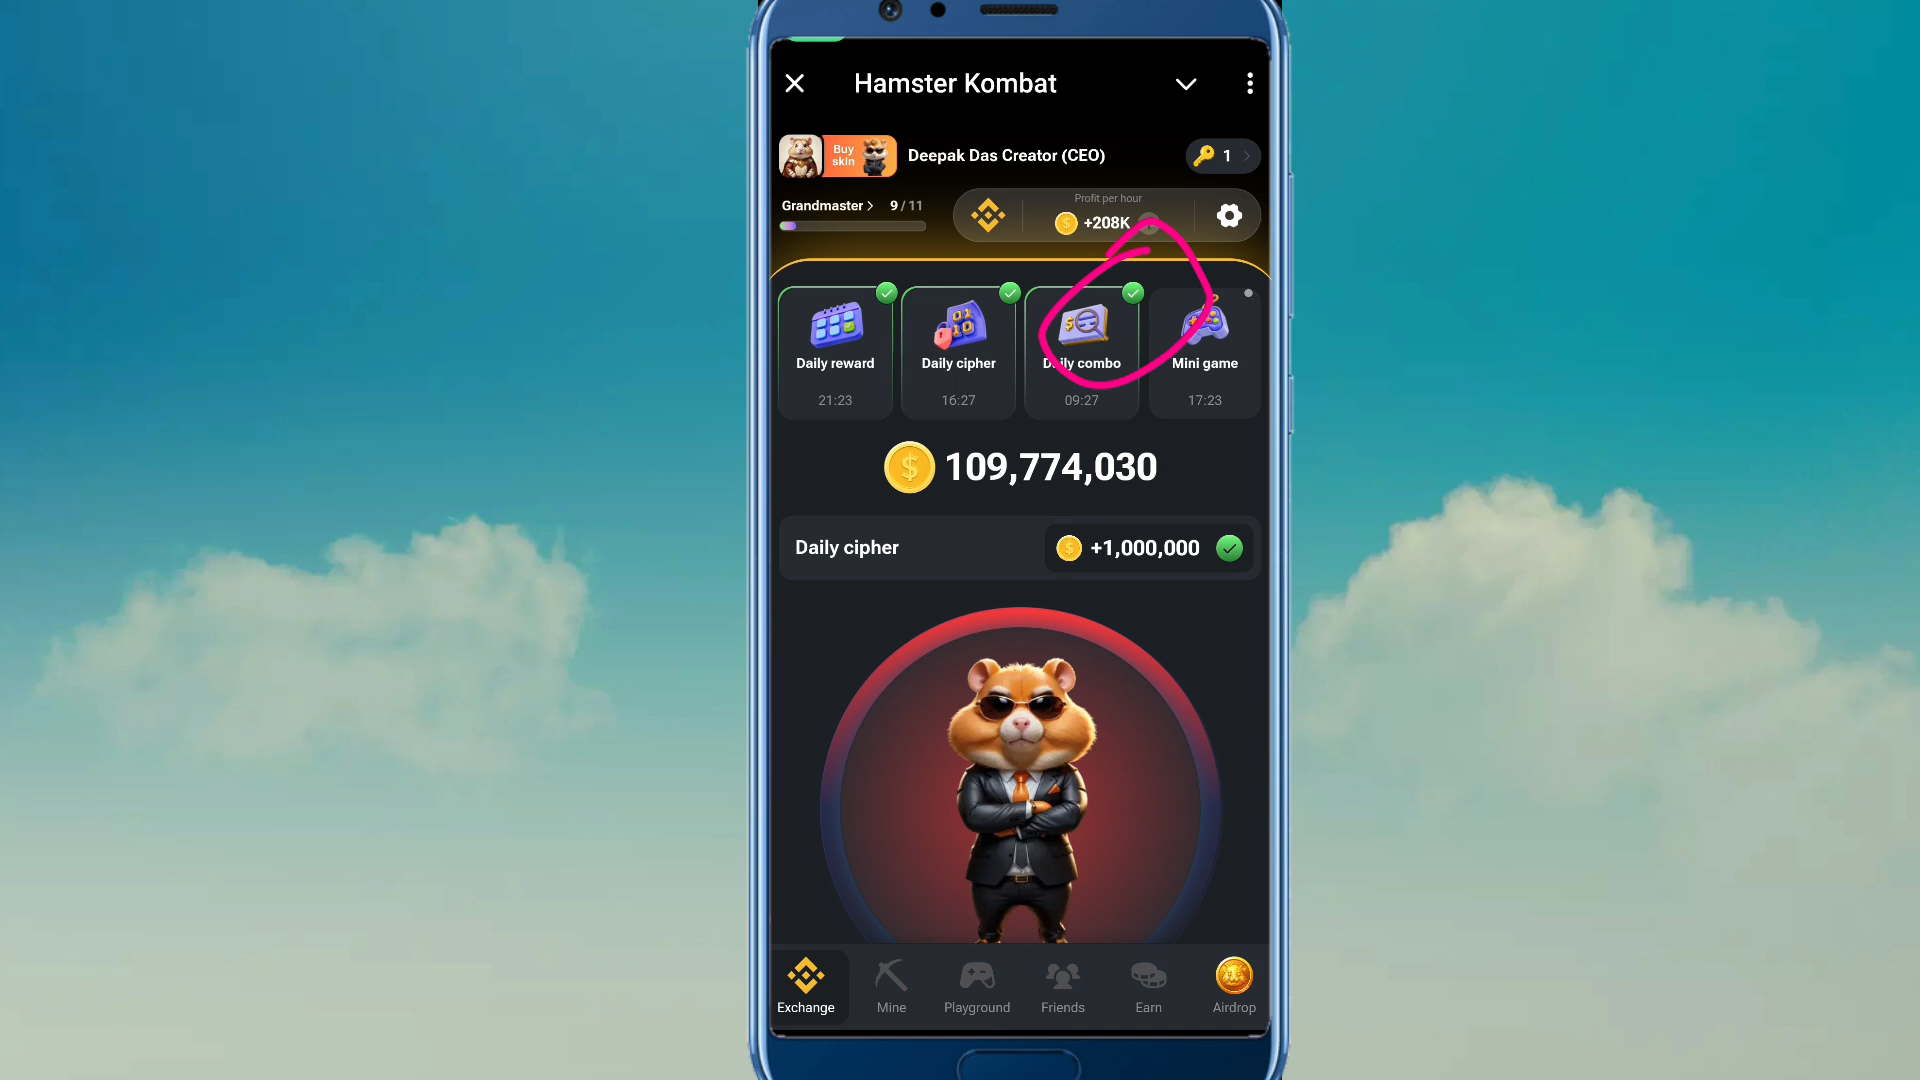 Hamster Kombat
Buy
skin
Deepak Das Creator (CEO)
1
Grandmaster
9 / 11
Profit per hour
+208K
Daily reward
21:23
Daily cipher
16:27
Daily combo
09:27
Mini game
17:23
109,774,030
Daily cipher
+1,000,000
Exchange
Mine
Playground
Friends
Earn
Airdrop